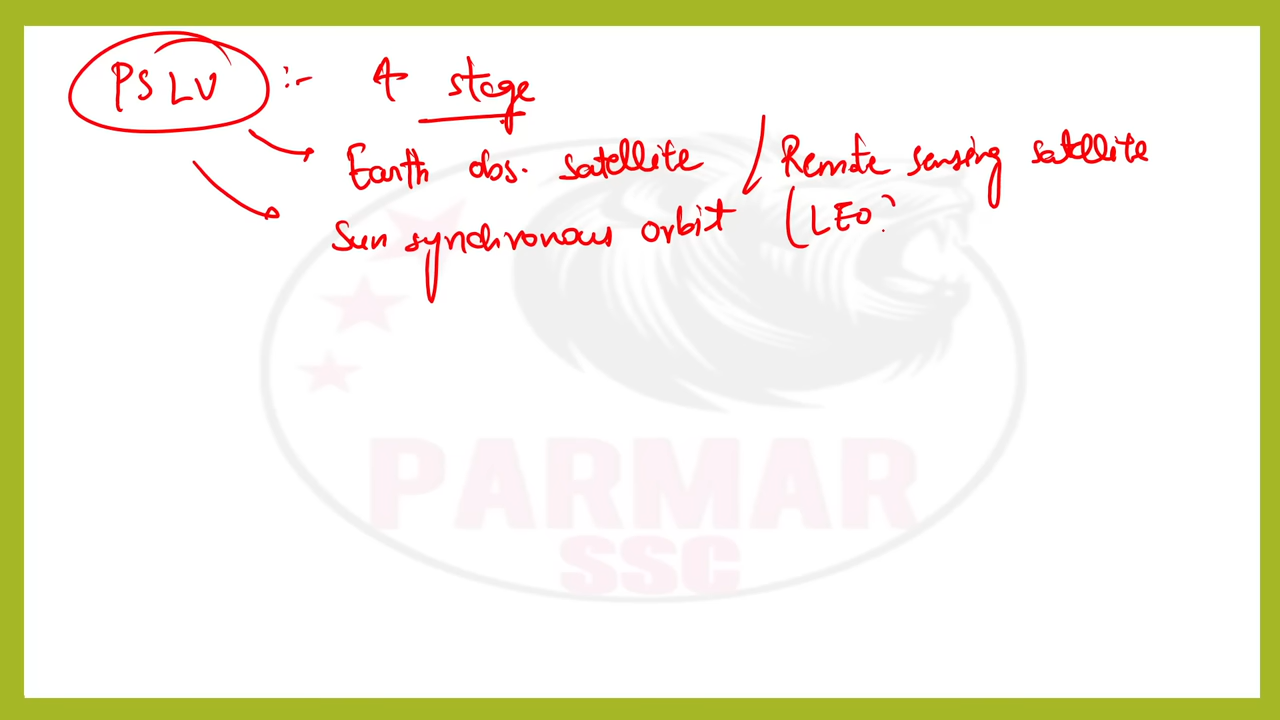 PSLV :- 4 stage
Earth obs. satellite / Remote sensing satellite
Sun synchronous orbit (LEO)
PARMAR
SSC